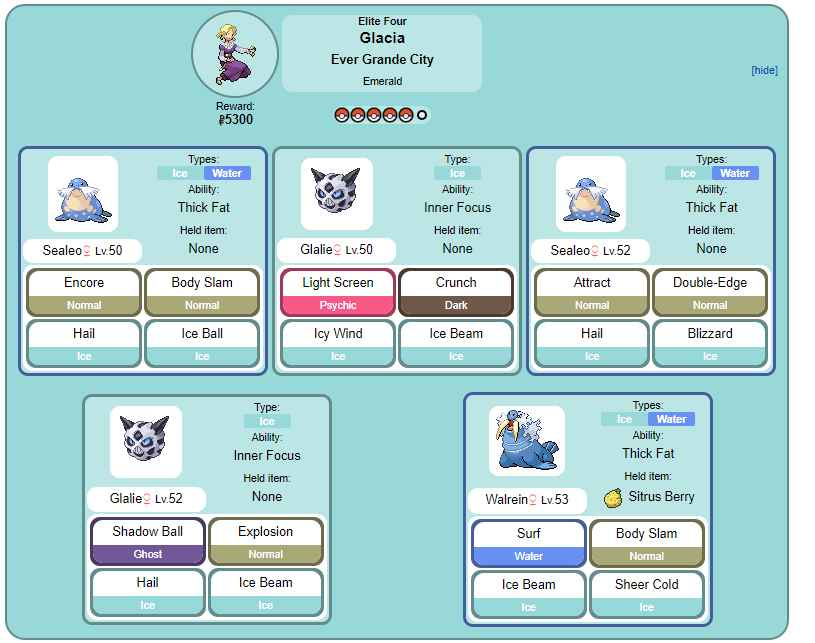 Elite Four
Glacia
Ever Grande City
Emerald
[hide]
Reward:
₽5300
Types:
Ice Water
Ability:
Thick Fat
Held item:
None
Sealeo♀ Lv.50
Encore
Normal
Body Slam
Normal
Hail
Ice
Ice Ball
Ice
Type:
Ice
Ability:
Inner Focus
Held item:
None
Glalie♀ Lv.50
Light Screen
Psychic
Crunch
Dark
Icy Wind
Ice
Ice Beam
Ice
Types:
Ice Water
Ability:
Thick Fat
Held item:
None
Sealeo♀ Lv.52
Attract
Normal
Double-Edge
Normal
Hail
Ice
Blizzard
Ice
Type:
Ice
Ability:
Inner Focus
Held item:
None
Glalie♀ Lv.52
Shadow Ball
Ghost
Explosion
Normal
Hail
Ice
Ice Beam
Ice
Types:
Ice Water
Ability:
Thick Fat
Held item:
Sitrus Berry
Walrein♀ Lv.53
Surf
Water
Body Slam
Normal
Ice Beam
Ice
Sheer Cold
Ice